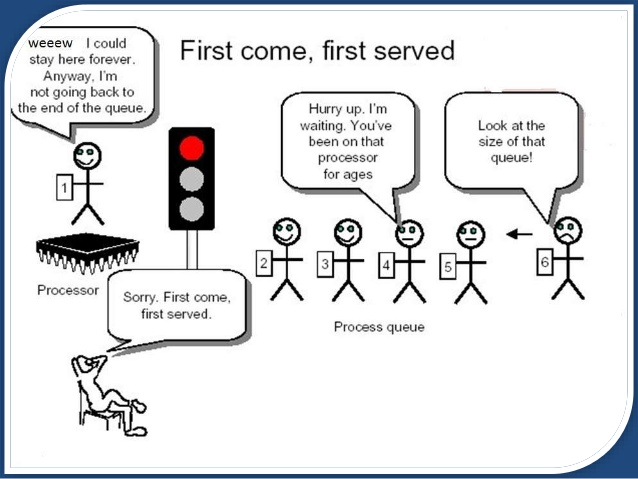 First come, first served
weeew I could
stay here forever.
Anyway, I'm
not going back to
the end of the queue.
Hurry up. I'm
waiting. You've
been on that
processor
for ages
Look at the
size of that
queue!
1
2
3
4
5
6
Processor
Sorry. First come,
first served.
Process queue